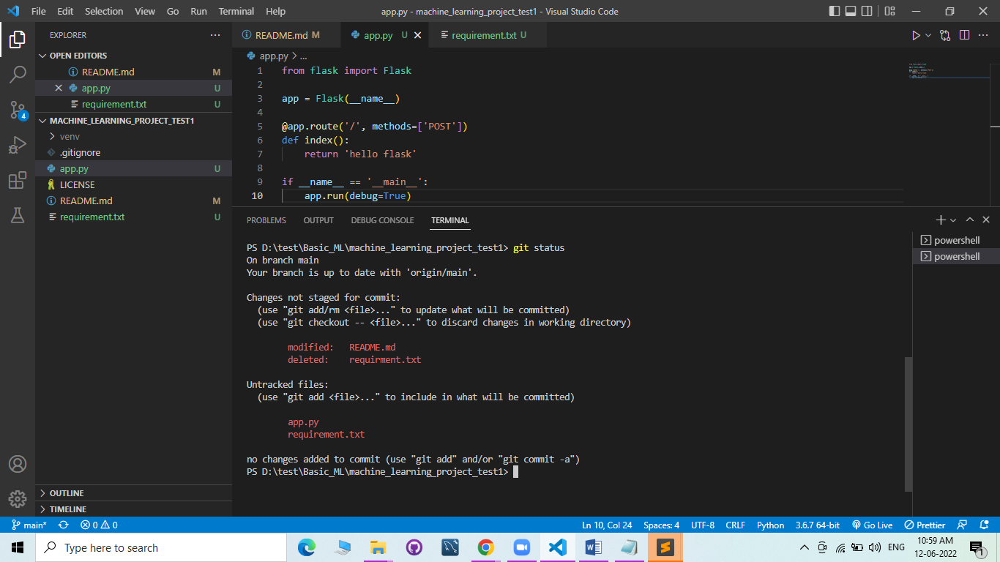 File Edit Selection View Go Run Terminal Help app.py - machine_learning_project_test1 - Visual Studio Code
EXPLORER
README.md M
app.py U
requirement.txt U
OPEN EDITORS
README.md M
app.py U
requirement.txt U
MACHINE_LEARNING_PROJECT_TEST1
venv
.gitignore
app.py U
LICENSE
README.md M
requirement.txt U
OUTLINE
TIMELINE
4
app.py > ...
1 from flask import Flask
2
3 app = Flask(__name__)
4
5 @app.route('/', methods=['POST'])
6 def index():
7 return 'hello flask'
8
9 if __name__ == '__main__':
10 app.run(debug=True)
PROBLEMS OUTPUT DEBUG CONSOLE TERMINAL
powershell
powershell
PS D:\test\Basic_ML\machine_learning_project_test1> git status
On branch main
Your branch is up to date with 'origin/main'.
Changes not staged for commit:
(use "git add/rm <file>..." to update what will be committed)
(use "git checkout -- <file>..." to discard changes in working directory)
modified: README.md
deleted: requirment.txt
Untracked files:
(use "git add <file>..." to include in what will be committed)
app.py
requirement.txt
no changes added to commit (use "git add" and/or "git commit -a")
PS D:\test\Basic_ML\machine_learning_project_test1>
main* 0 0 Ln 10, Col 24 Spaces: 4 UTF-8 CRLF Python 3.6.7 64-bit Go Live Prettier
Type here to search
ENG
10:59 AM
12-06-2022
1